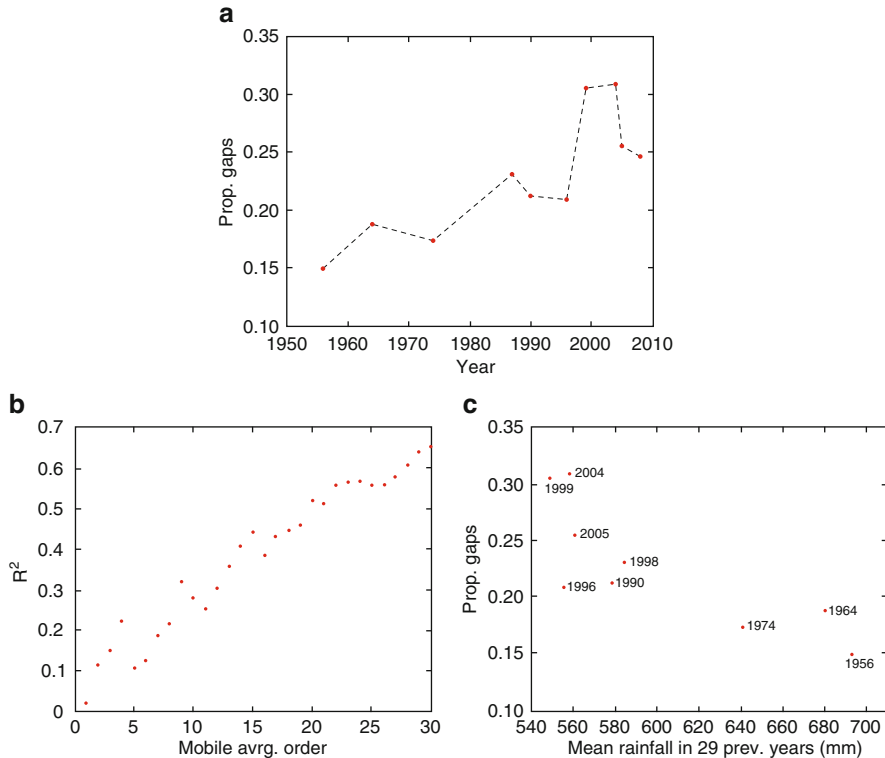 a
0.35
0.30
0.25
0.20
0.15
0.10
Prop. gaps
1950 1960 1970 1980 1990 2000 2010
Year
b
0.7
0.6
0.5
0.4
0.3
0.2
0.1
0
R2
0 5 10 15 20 25 30
Mobile avrg. order
c
0.35
0.30
0.25
0.20
0.15
0.10
Prop. gaps
2004
1999
2005
1998
1996
1990
1964
1974
1956
540 560 580 600 620 640 660 680 700
Mean rainfall in 29 prev. years (mm)